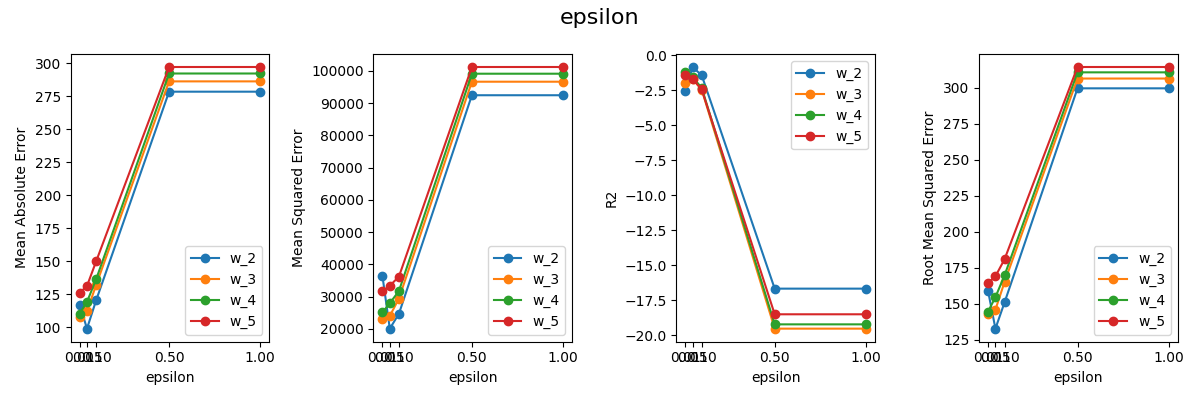 epsilon
Mean Absolute Error
300
275
250
225
200
175
150
125
100
0.50
1.00
epsilon
w_2
w_3
w_4
w_5
Mean Squared Error
100000
90000
80000
70000
60000
50000
40000
30000
20000
0.50
1.00
epsilon
w_2
w_3
w_4
w_5
R2
0.0
−2.5
−5.0
−7.5
−10.0
−12.5
−15.0
−17.5
−20.0
0.50
1.00
epsilon
w_2
w_3
w_4
w_5
Root Mean Squared Error
300
275
250
225
200
175
150
125
0.50
1.00
epsilon
w_2
w_3
w_4
w_5